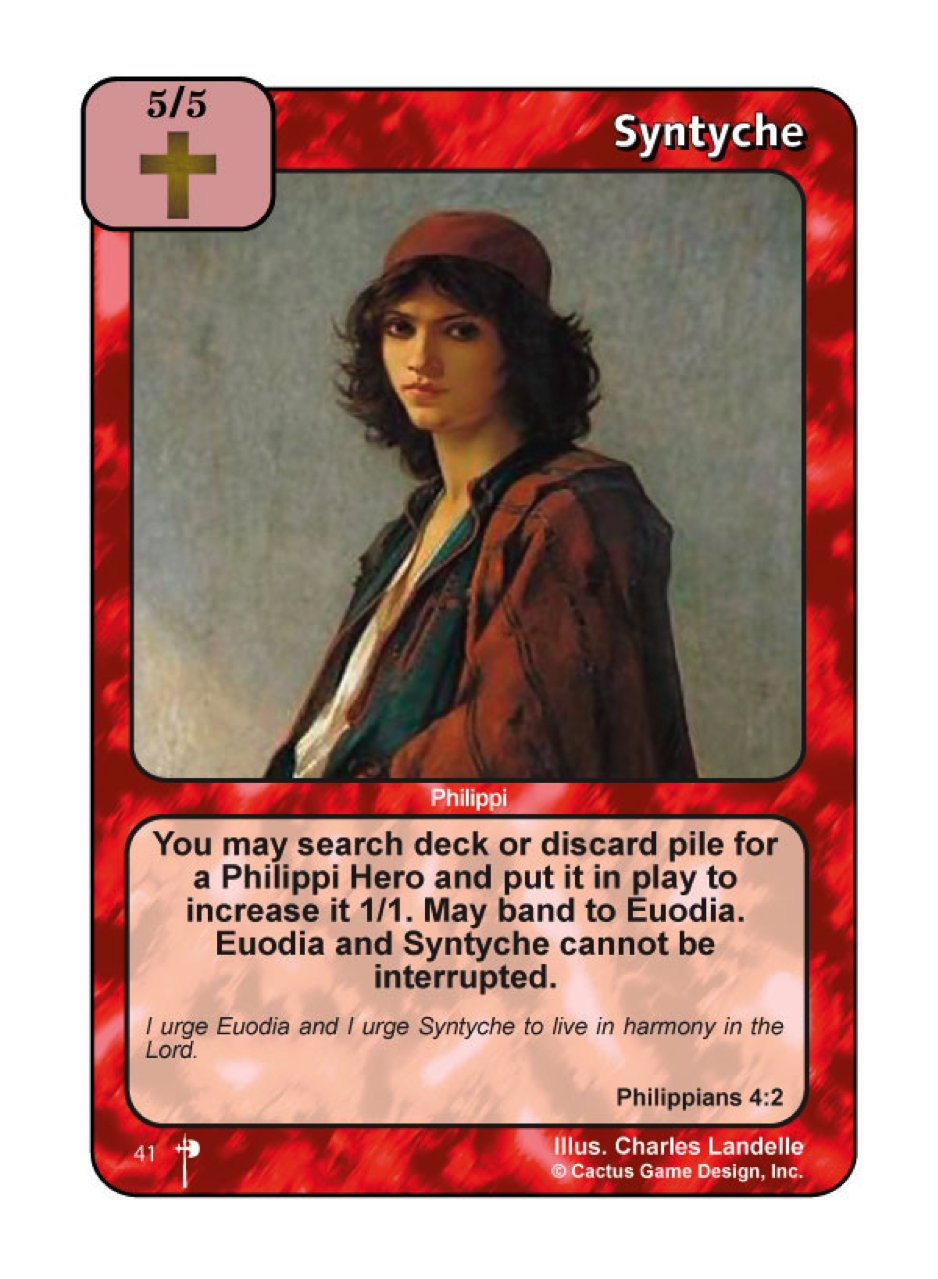 5/5
Syntyche
Philippi
You may search deck or discard pile for
a Philippi Hero and put it in play to
increase it 1/1. May band to Euodia.
Euodia and Syntyche cannot be
interrupted.
I urge Euodia and I urge Syntyche to live in harmony in the
Lord.
Philippians 4:2
41
Illus. Charles Landelle
© Cactus Game Design, Inc.